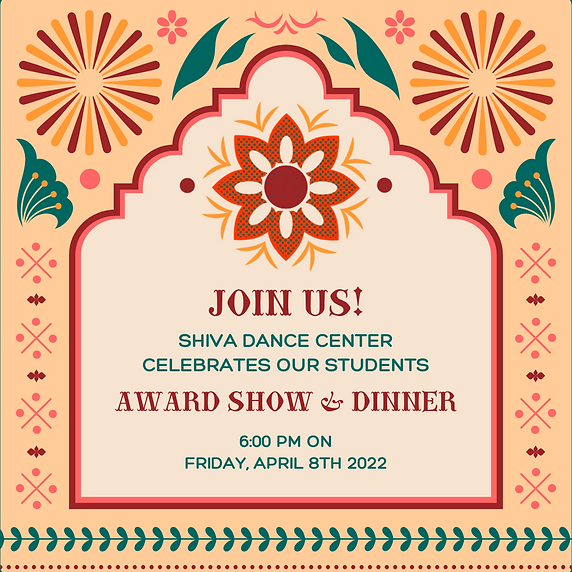 JOIN US!
SHIVA DANCE CENTER
CELEBRATES OUR STUDENTS
AWARD SHOW & DINNER
6:00 PM ON
FRIDAY, APRIL 8TH 2022